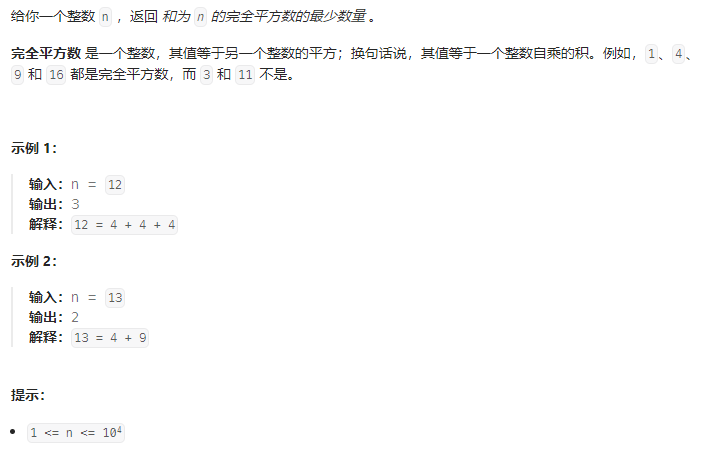 给你一个整数 n ，返回 和为 n 的完全平方数的最少数量 。
完全平方数 是一个整数，其值等于另一个整数的平方；换句话说，其值等于一个整数自乘的积。例如，1、4、
9 和 16 都是完全平方数，而 3 和 11 不是。
示例 1：
输入：n = 12
输出：3
解释：12 = 4 + 4 + 4
示例 2：
输入：n = 13
输出：2
解释：13 = 4 + 9
提示：
• 1 <= n <= 10⁴